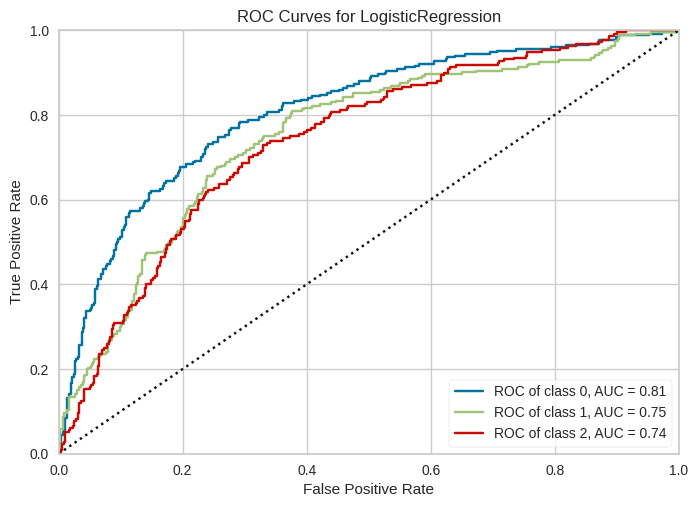 ROC Curves for LogisticRegression
True Positive Rate
1.0
0.8
0.6
0.4
0.2
0.0
ROC of class 0, AUC = 0.81
ROC of class 1, AUC = 0.75
ROC of class 2, AUC = 0.74
0.0 0.2 0.4 0.6 0.8 1.0
False Positive Rate